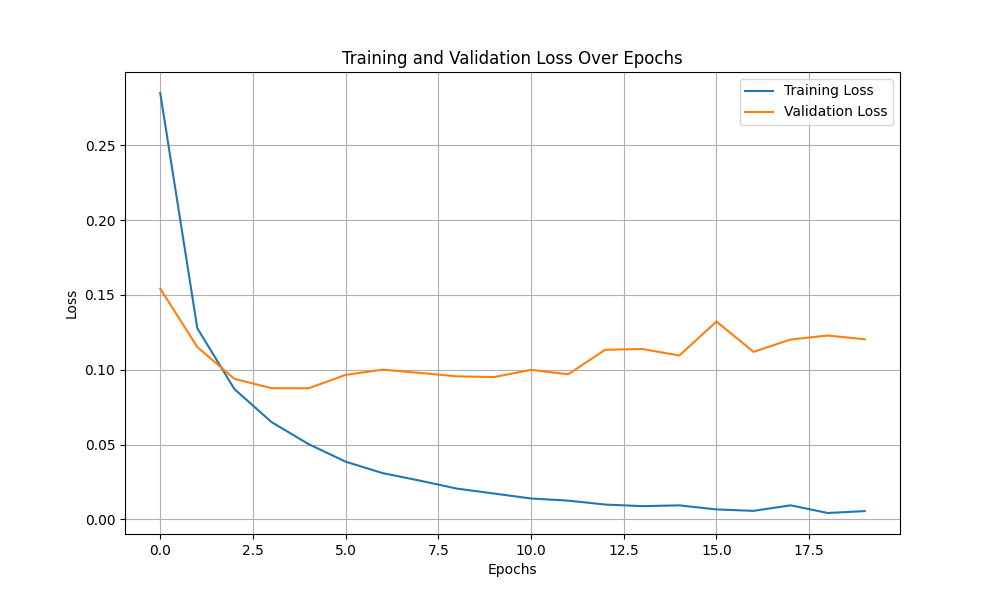 Training and Validation Loss Over Epochs
Training Loss
Validation Loss
Loss
0.25
0.20
0.15
0.10
0.05
0.00
0.0 2.5 5.0 7.5 10.0 12.5 15.0 17.5
Epochs